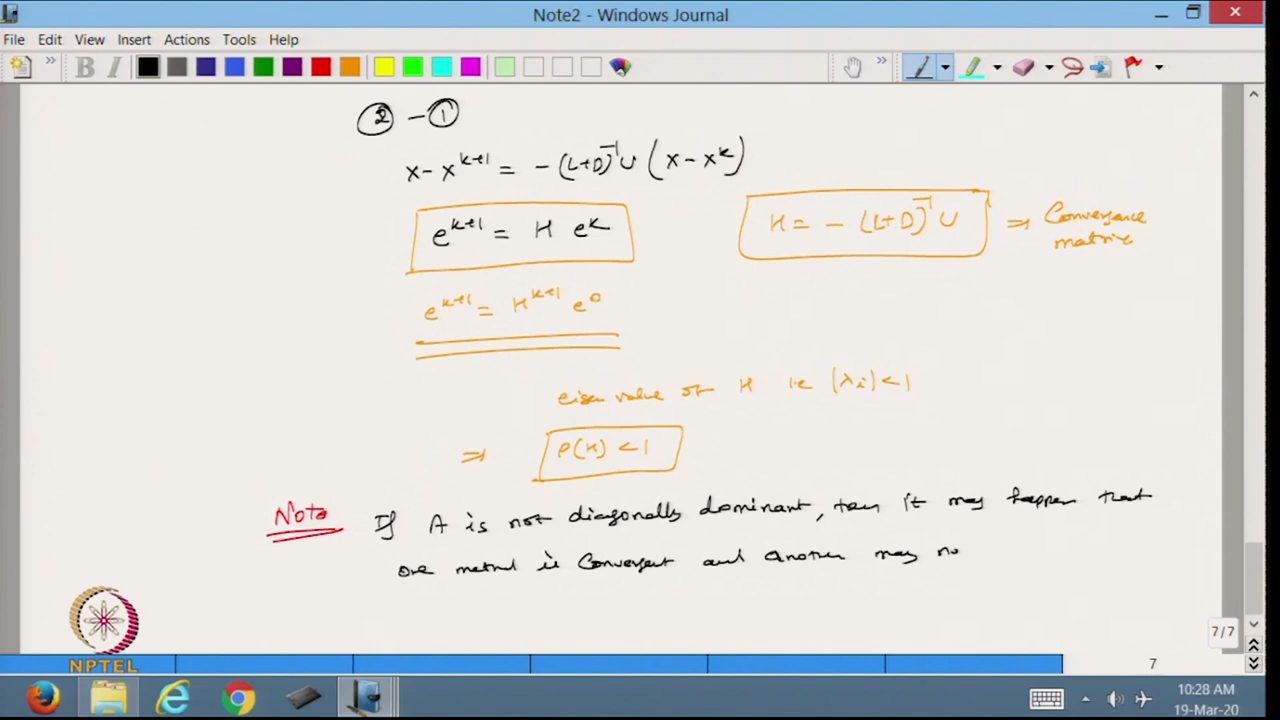 Note2 - Windows Journal
File Edit View Insert Actions Tools Help
② - ①
x - x^{k+1} = - (L+D)^{-1} U (x - x^k)
e^{k+1} = H e^k
H = - (L+D)^{-1} U ⇒ Convergence
matrix
e^{k+1} = H^{k+1} e^0
eigen value of H i.e |λi| < 1
⇒ ρ(H) < 1
Note If A is not diagonally dominant, then it may happen that
one method is Convergent and another may no
NPTEL
7/7
7
10:28 AM
19-Mar-20